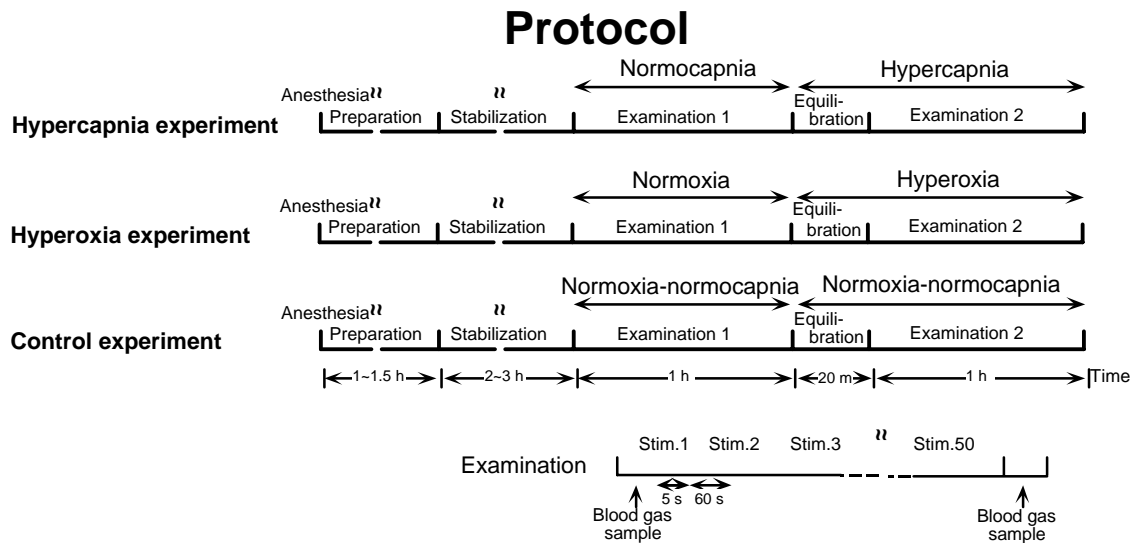 Protocol
Normocapnia Hypercapnia
Anesthesia ≈ ≈ Equili-
Hypercapnia experiment Preparation Stabilization Examination 1 bration Examination 2
Normoxia Hyperoxia
Anesthesia ≈ ≈ Equili-
Hyperoxia experiment Preparation Stabilization Examination 1 bration Examination 2
Normoxia-normocapnia Normoxia-normocapnia
Anesthesia ≈ ≈ Equili-
Control experiment Preparation Stabilization Examination 1 bration Examination 2
1~1.5 h 2~3 h 1 h 20 m 1 h Time
Stim.1 Stim.2 Stim.3 ≈ Stim.50
Examination
5 s 60 s
Blood gas Blood gas
sample sample